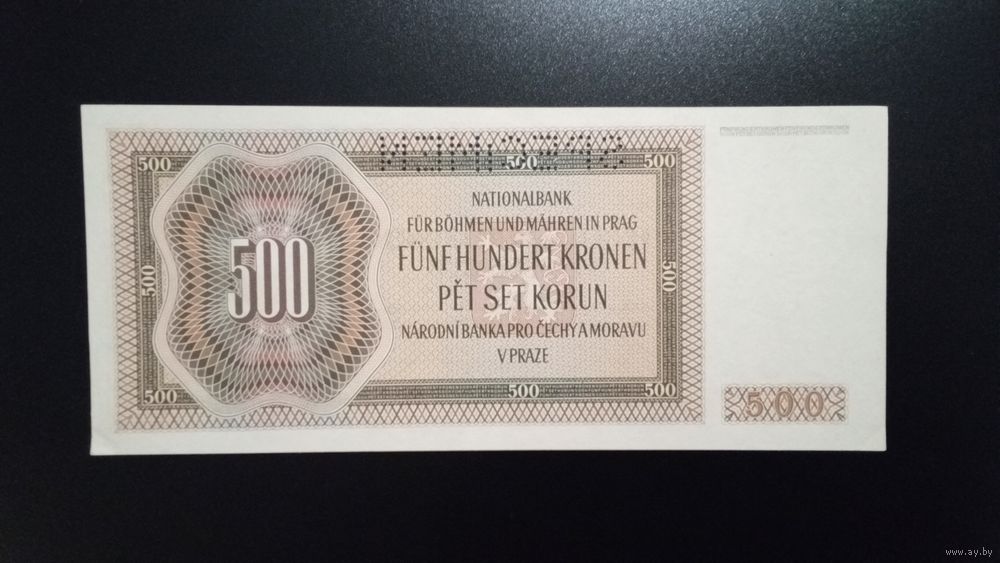 500 500 500
NATIONALBANK
FÜR BÖHMEN UND MÄHREN IN PRAG
FÜNF HUNDERT KRONEN
PĚT SET KORUN
NÁRODNÍ BANKA PRO ČECHY A MORAVU
V PRAZE
500
500
500
500 500 500
500
www.ay.by